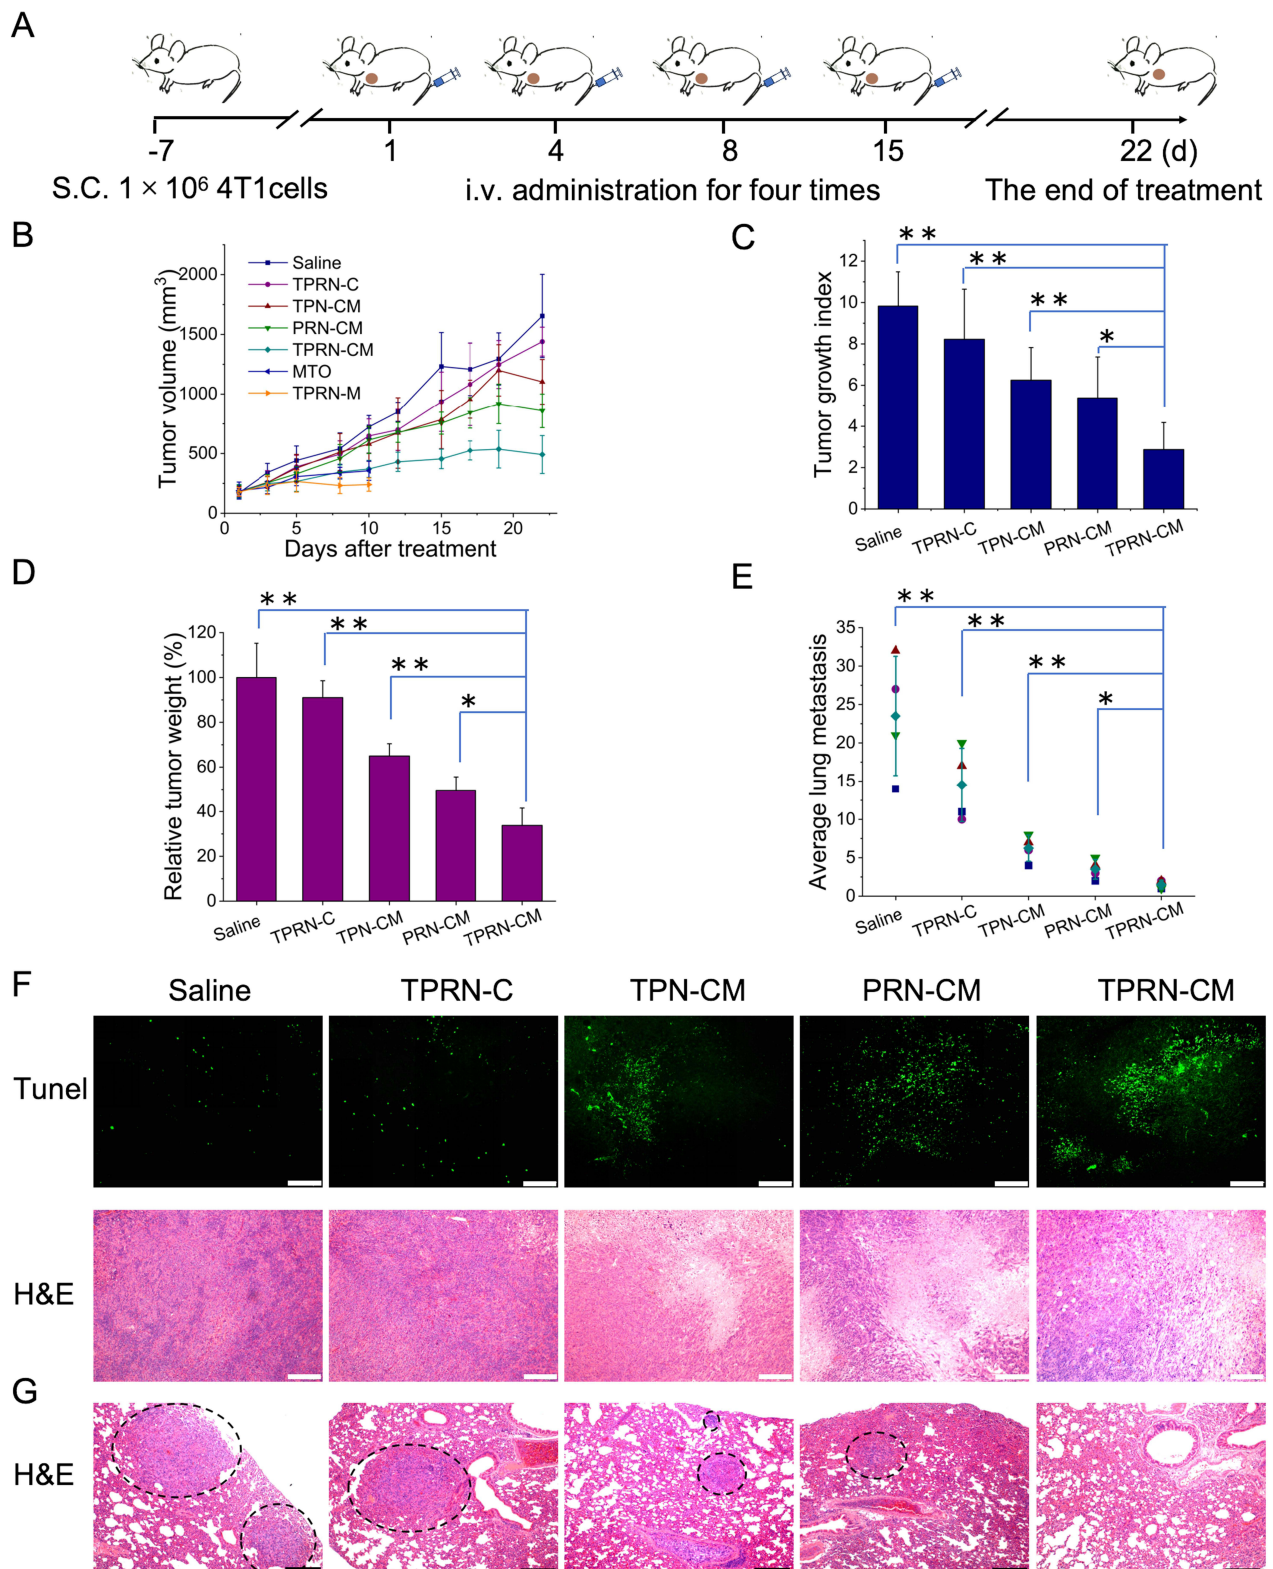 A
-7
1
4
8
15
22 (d)
S.C. 1 × 10⁶ 4T1cells
i.v. administration for four times
The end of treatment
B
Tumor volume (mm³)
2000
1500
1000
500
0
Saline
TPRN-C
TPN-CM
PRN-CM
TPRN-CM
MTO
TPRN-M
0
5
10
15
20
Days after treatment
C
Tumor growth index
12
10
8
6
4
2
0
**
**
**
*
Saline
TPRN-C
TPN-CM
PRN-CM
TPRN-CM
D
Relative tumor weight (%)
120
100
80
60
40
20
0
**
**
**
*
Saline
TPRN-C
TPN-CM
PRN-CM
TPRN-CM
E
Average lung metastasis
35
30
25
20
15
10
5
0
**
**
**
*
Saline
TPRN-C
TPN-CM
PRN-CM
TPRN-CM
F
Saline
TPRN-C
TPN-CM
PRN-CM
TPRN-CM
Tunel
H&E
G
H&E